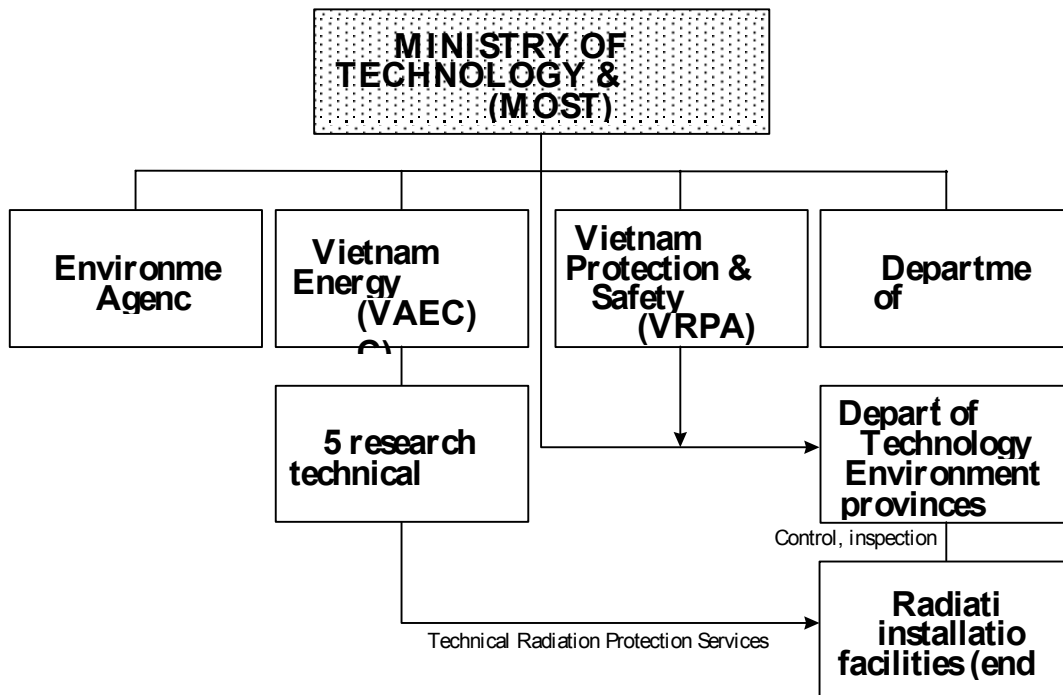 MINISTRY OF
TECHNOLOGY &
(MOST)
Environme
Agenc
Vietnam
Energy
(VAEC)
Vietnam
Protection &
Safety
(VRPA)
Departme
of
5 research
technical
Depart of
Technology
Environment
provinces
Control, inspection
Radiati
installatio
facilities (end
Technical Radiation Protection Services